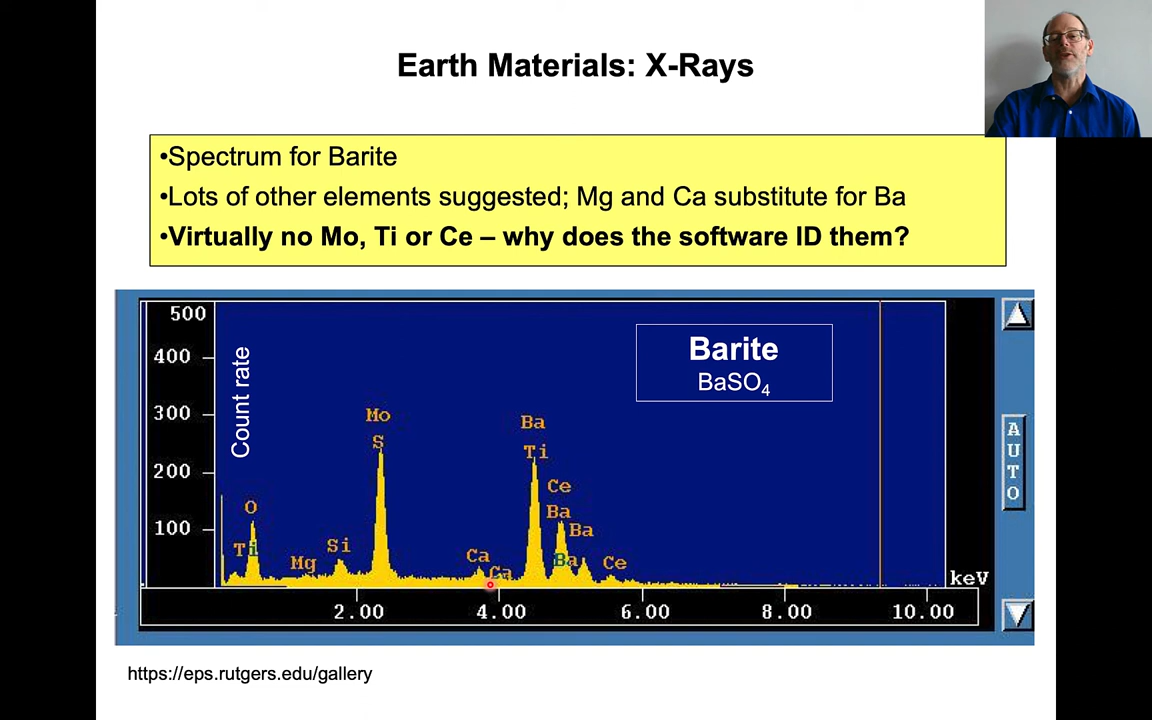 Earth Materials: X-Rays
•Spectrum for Barite
•Lots of other elements suggested; Mg and Ca substitute for Ba
•Virtually no Mo, Ti or Ce – why does the software ID them?
500
400
300
200
100
Count rate
Barite
BaSO₄
Mo
S
Ba
Ti
Ce
Ba
Ba
Ba
Ce
O
Ti
Mg
Si
Ca
Ca
keV
2.00
4.00
6.00
8.00
10.00
A
U
T
O
https://eps.rutgers.edu/gallery